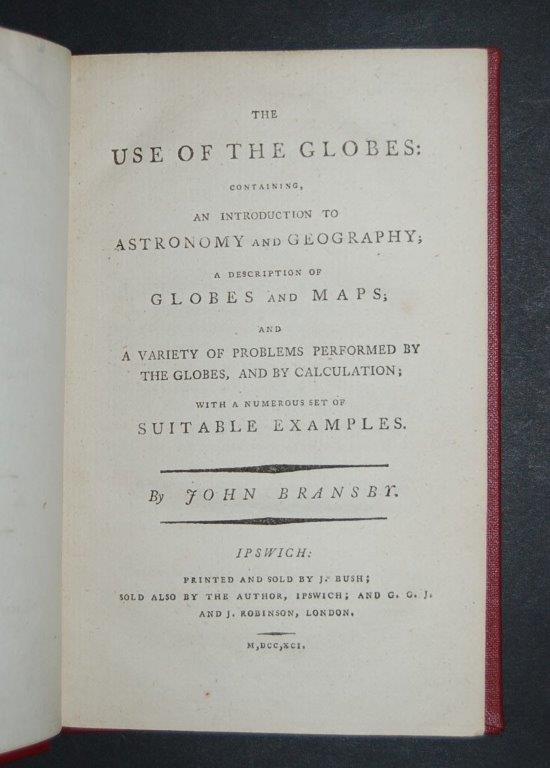 THE
USE OF THE GLOBES:
CONTAINING,
AN INTRODUCTION TO
ASTRONOMY AND GEOGRAPHY;
A DESCRIPTION OF
GLOBES AND MAPS;
AND
A VARIETY OF PROBLEMS PERFORMED BY
THE GLOBES, AND BY CALCULATION;
WITH A NUMEROUS SET OF
SUITABLE EXAMPLES.
By JOHN BRANSBY.
IPSWICH:
PRINTED AND SOLD BY J. BUSH;
SOLD ALSO BY THE AUTHOR, IPSWICH; AND G. G. J.
AND J. ROBINSON, LONDON.
M,DCC,XCI.